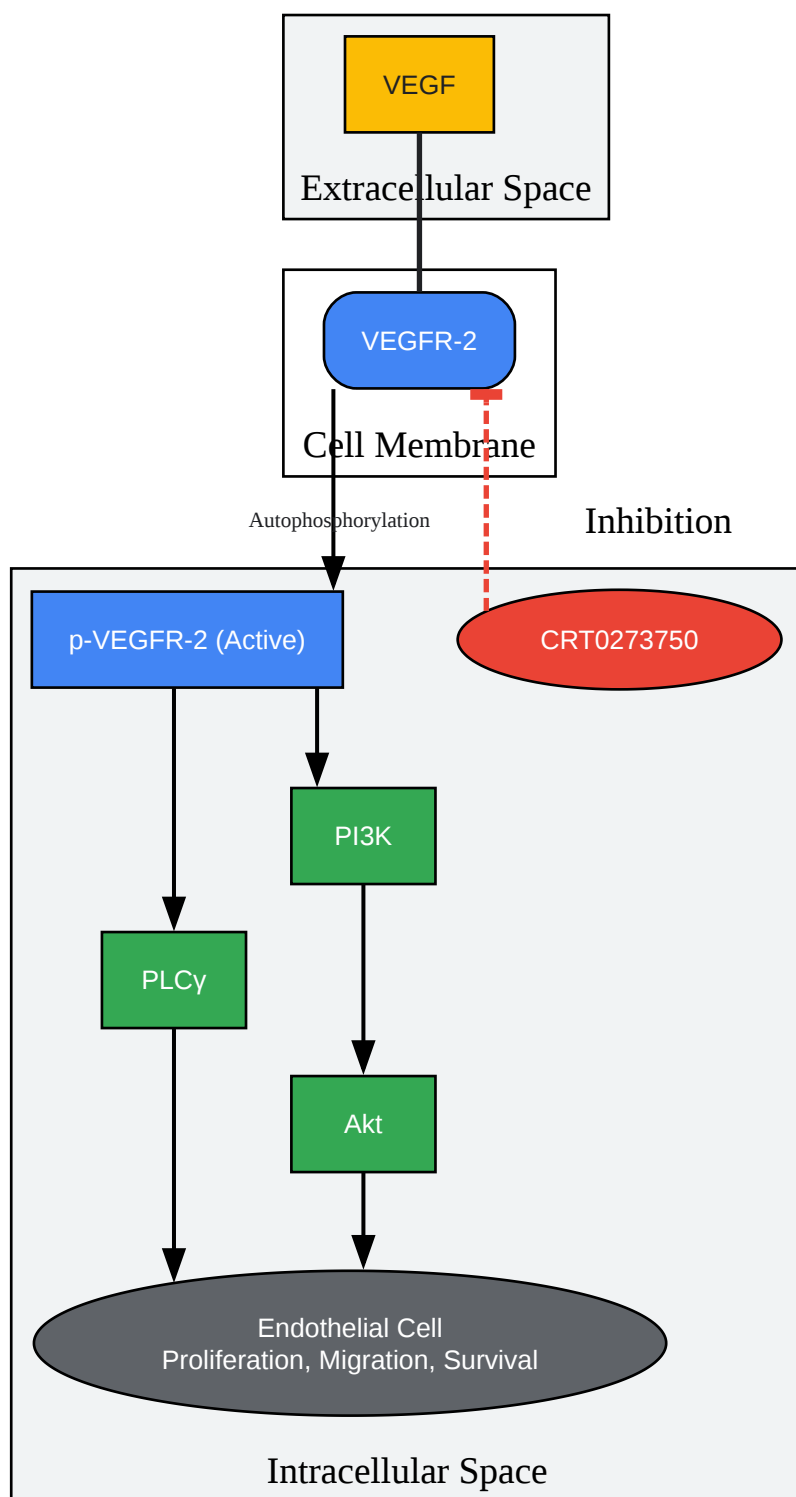 VEGF
Extracellular Space
VEGFR-2
Cell Membrane
Autophosphorylation
Inhibition
p-VEGFR-2 (Active)
CRT0273750
PI3K
PLCγ
Akt
Endothelial Cell
Proliferation, Migration, Survival
Intracellular Space